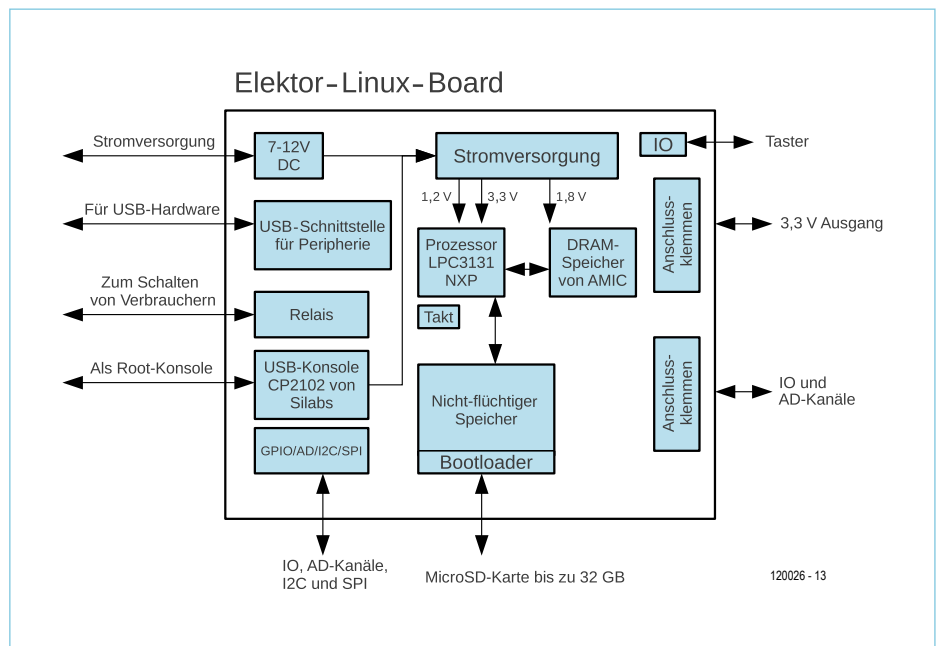 Elektor-Linux-Board
Stromversorgung
7-12V
DC
Stromversorgung
IO
Taster
1,2 V
3,3 V
1,8 V
Für USB-Hardware
USB-Schnittstelle
für Peripherie
Prozessor
LPC3131
NXP
DRAM-
Speicher
von AMIC
Anschluss-
klemmen
3,3 V Ausgang
Zum Schalten
von Verbrauchern
Relais
Takt
Als Root-Konsole
USB-Konsole
CP2102 von
Silabs
Nicht-flüchtiger
Speicher
Bootloader
Anschluss-
klemmen
IO und
AD-Kanäle
GPIO/AD/I2C/SPI
IO, AD-Kanäle,
I2C und SPI
MicroSD-Karte bis zu 32 GB
120026 - 13